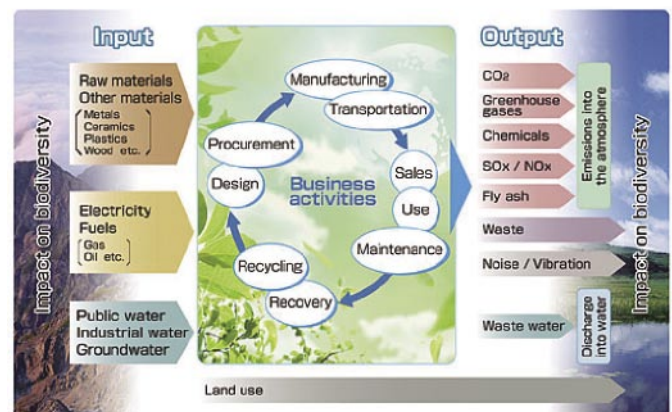 Input
Output
Impact on biodiversity
Raw materials
Other materials
Metals
Ceramics
Plastics
Wood etc.
Electricity
Fuels
Gas
Oil etc.
Public water
Industrial water
Groundwater
Manufacturing
Transportation
Procurement
Design
Business
activities
Sales
Use
Maintenance
Recycling
Recovery
CO₂
Greenhouse
gases
Chemicals
SOx / NOx
Fly ash
Emissions into
the atmosphere
Waste
Noise / Vibration
Waste water
Discharge
into water
Impact on biodiversity
Land use